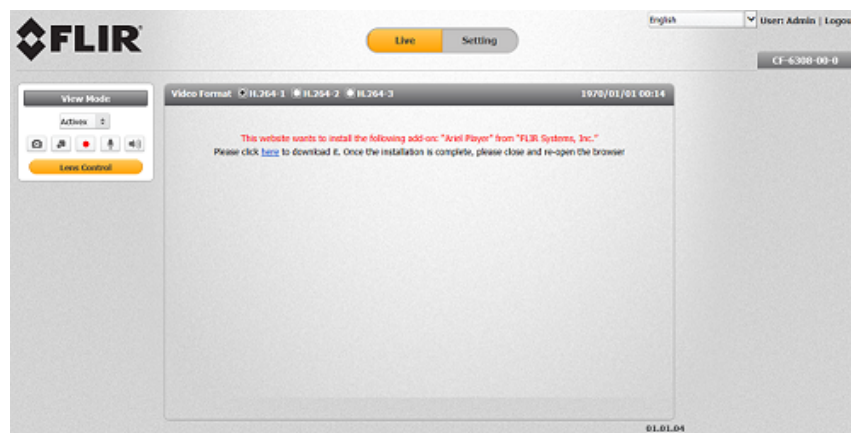 FLIR
Live
Setting
English
User: Admin | Logou
CF-6308-00-0
View Mode
Activex
Lens Control
Video Format H.264-1 H.264-2 H.264-3
1970/01/01 00:14
This website wants to install the following add-on: "Ariel Player" from "FLIR Systems, Inc."
Please click here to download it. Once the installation is complete, please close and re-open the browser
01.01.04